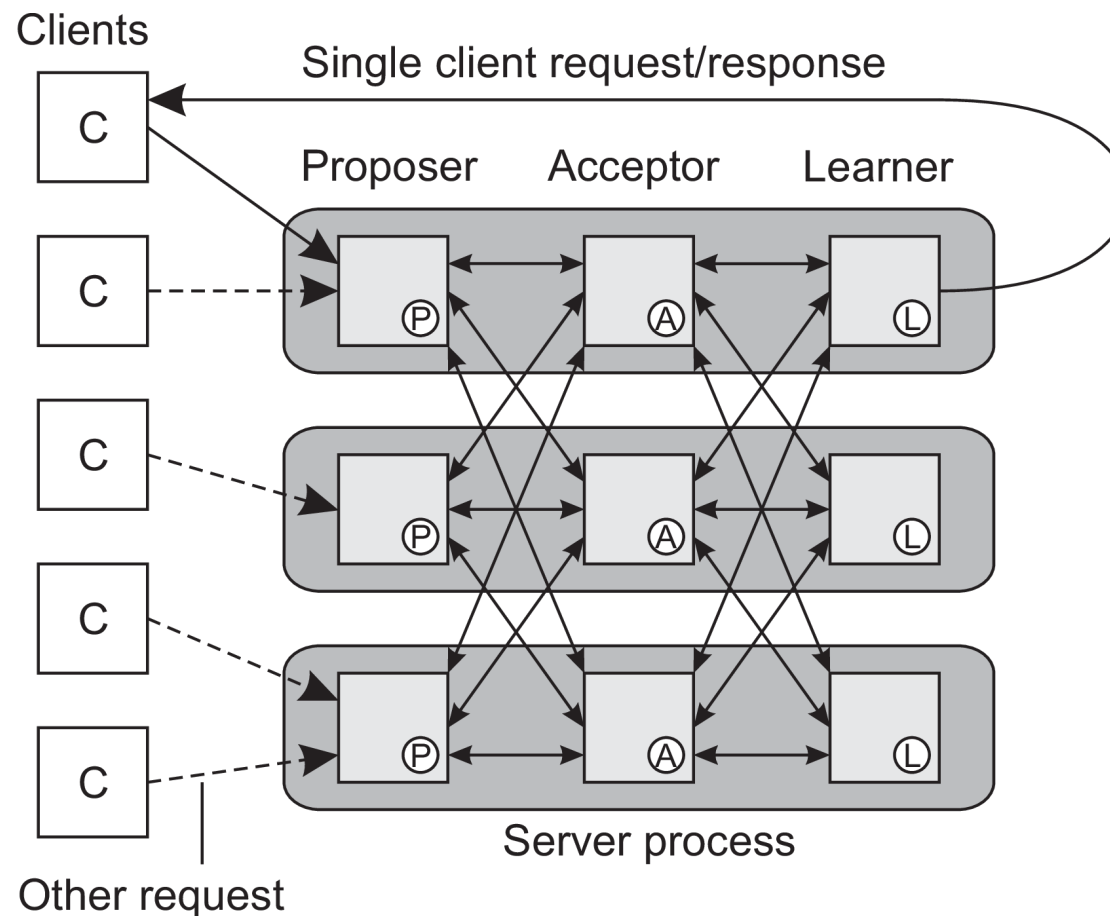 Clients
Single client request/response
C
Proposer Acceptor Learner
C
P A L
C
P A L
C
C
P A L
Server process
Other request